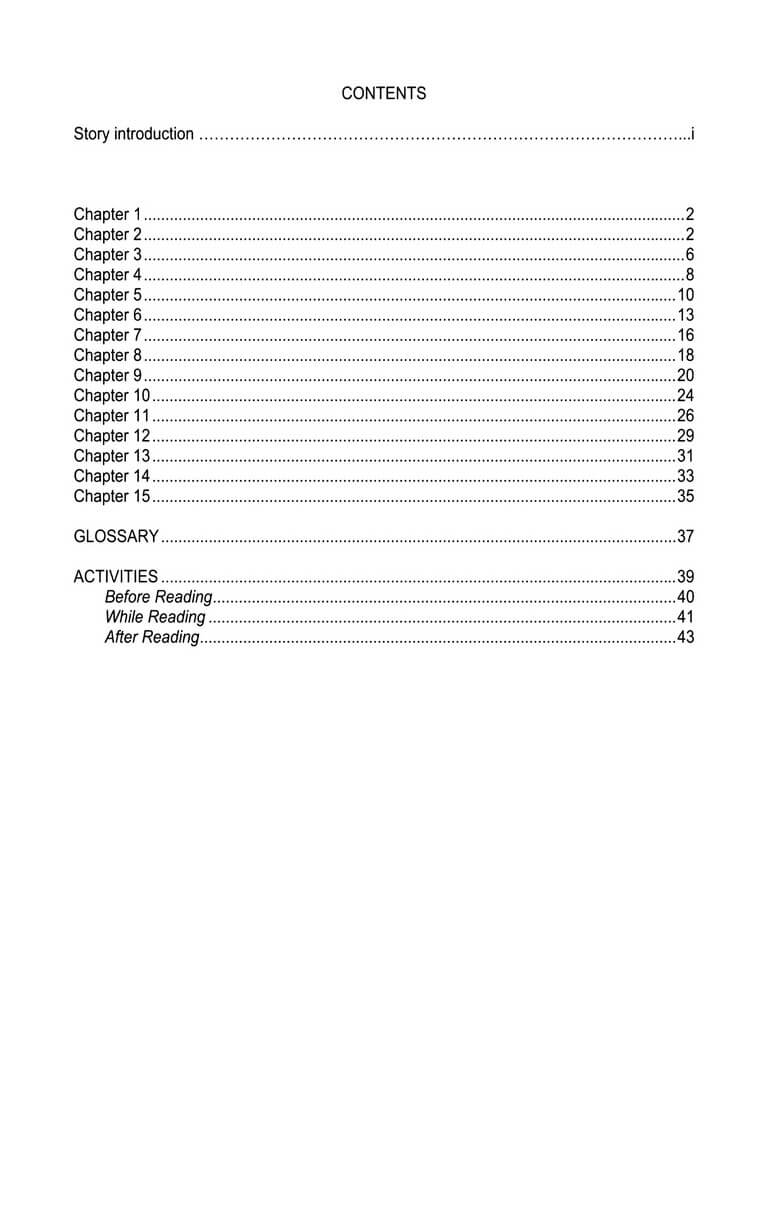 CONTENTS
Story introduction ……………………………………………………………………………………...i
Chapter 1.............................................................................................................................2
Chapter 2.............................................................................................................................2
Chapter 3.............................................................................................................................6
Chapter 4.............................................................................................................................8
Chapter 5...........................................................................................................................10
Chapter 6...........................................................................................................................13
Chapter 7...........................................................................................................................16
Chapter 8...........................................................................................................................18
Chapter 9...........................................................................................................................20
Chapter 10.........................................................................................................................24
Chapter 11.........................................................................................................................26
Chapter 12.........................................................................................................................29
Chapter 13.........................................................................................................................31
Chapter 14.........................................................................................................................33
Chapter 15.........................................................................................................................35
GLOSSARY.......................................................................................................................37
ACTIVITIES.......................................................................................................................39
Before Reading...........................................................................................................40
While Reading............................................................................................................41
After Reading..............................................................................................................43